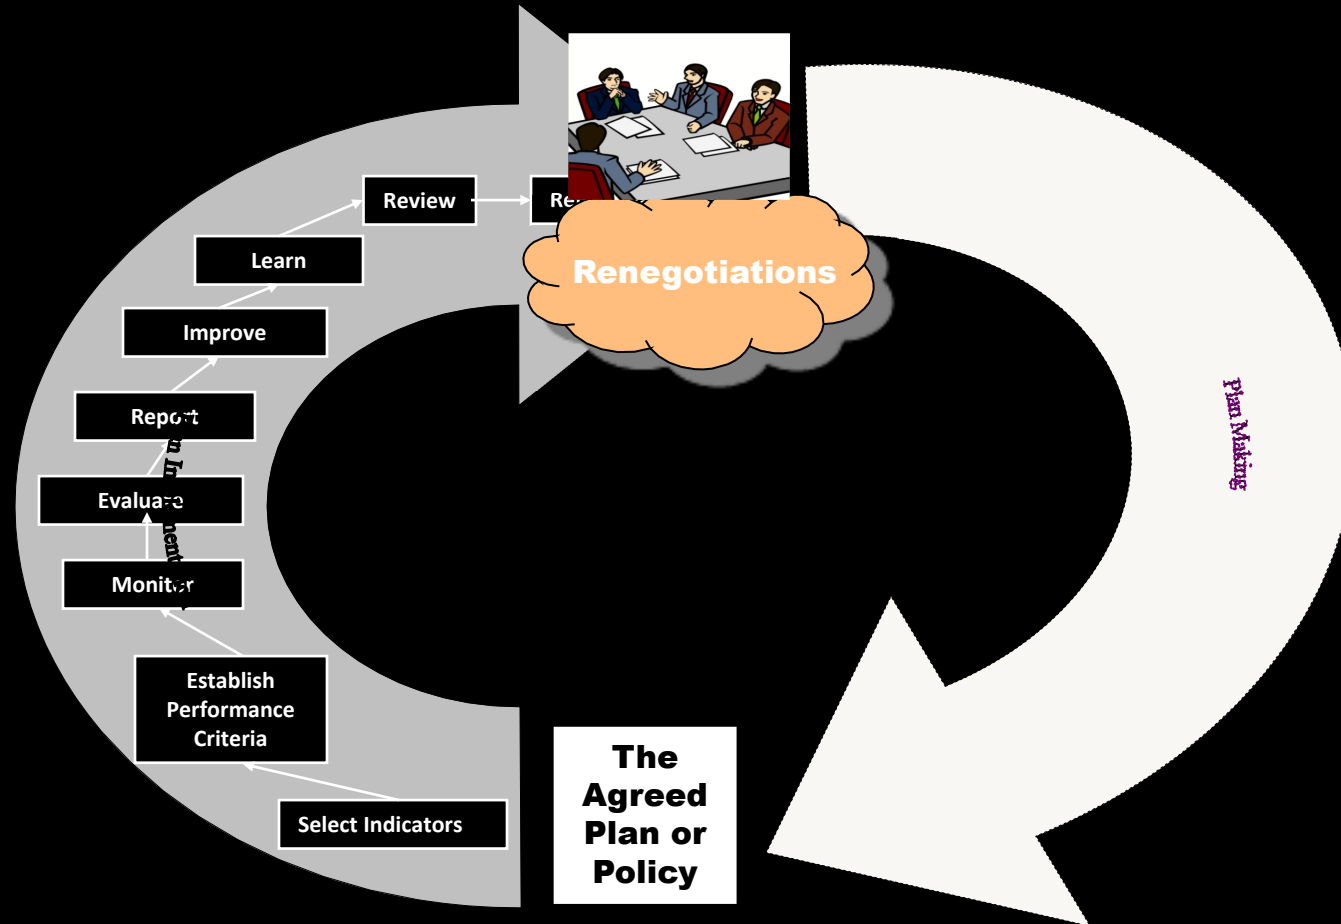 Review
Re
Renegotiations
Learn
Improve
Report
Evaluate
Monitor
Establish
Performance
Criteria
Select Indicators
The
Agreed
Plan or
Policy
Plan Making